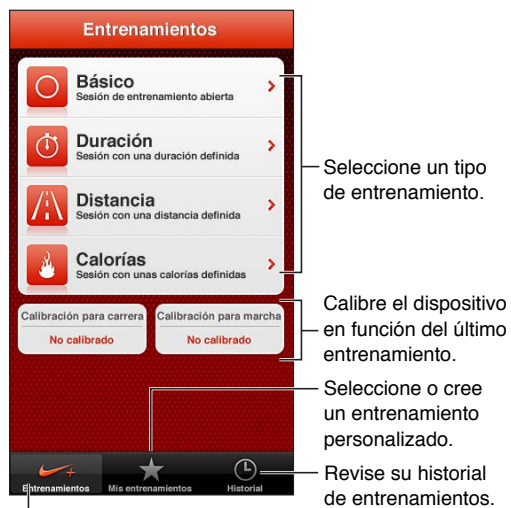 Entrenamientos
Básico
Sesión de entrenamiento abierta
Duración
Sesión con una duración definida
Distancia
Sesión con una distancia definida
Calorías
Sesión con unas calorías definidas
Seleccione un tipo
de entrenamiento.
Calibración para carrera
No calibrado
Calibración para marcha
No calibrado
Calibre el dispositivo
en función del último
entrenamiento.
Seleccione o cree
un entrenamiento
personalizado.
Entrenamientos
Mis entrenamientos
Historial
Revise su historial
de entrenamientos.